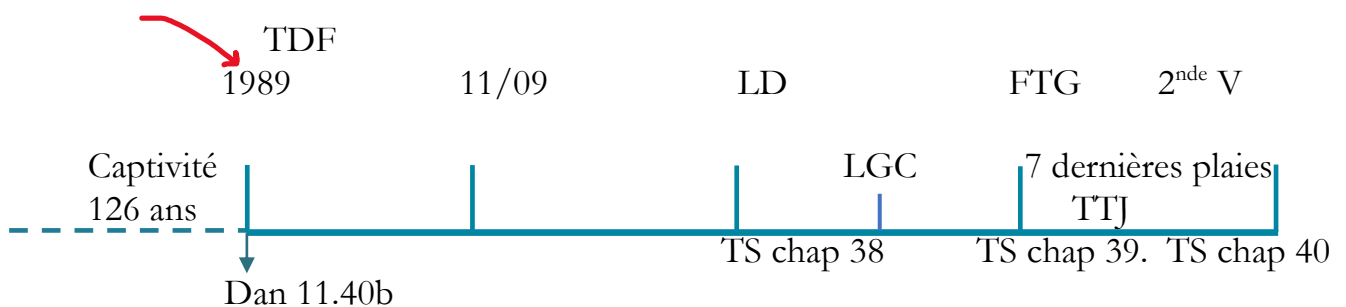 TDF
1989 11/09 LD FTG 2nde V
Captivité LGC 7 dernières plaies
126 ans TTJ
TS chap 38 TS chap 39. TS chap 40
Dan 11.40b